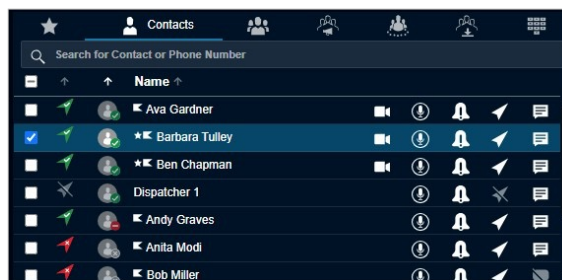 Contacts
Search for Contact or Phone Number
Name
Ava Gardner
Barbara Tulley
Ben Chapman
Dispatcher 1
Andy Graves
Anita Modi
Bob Miller